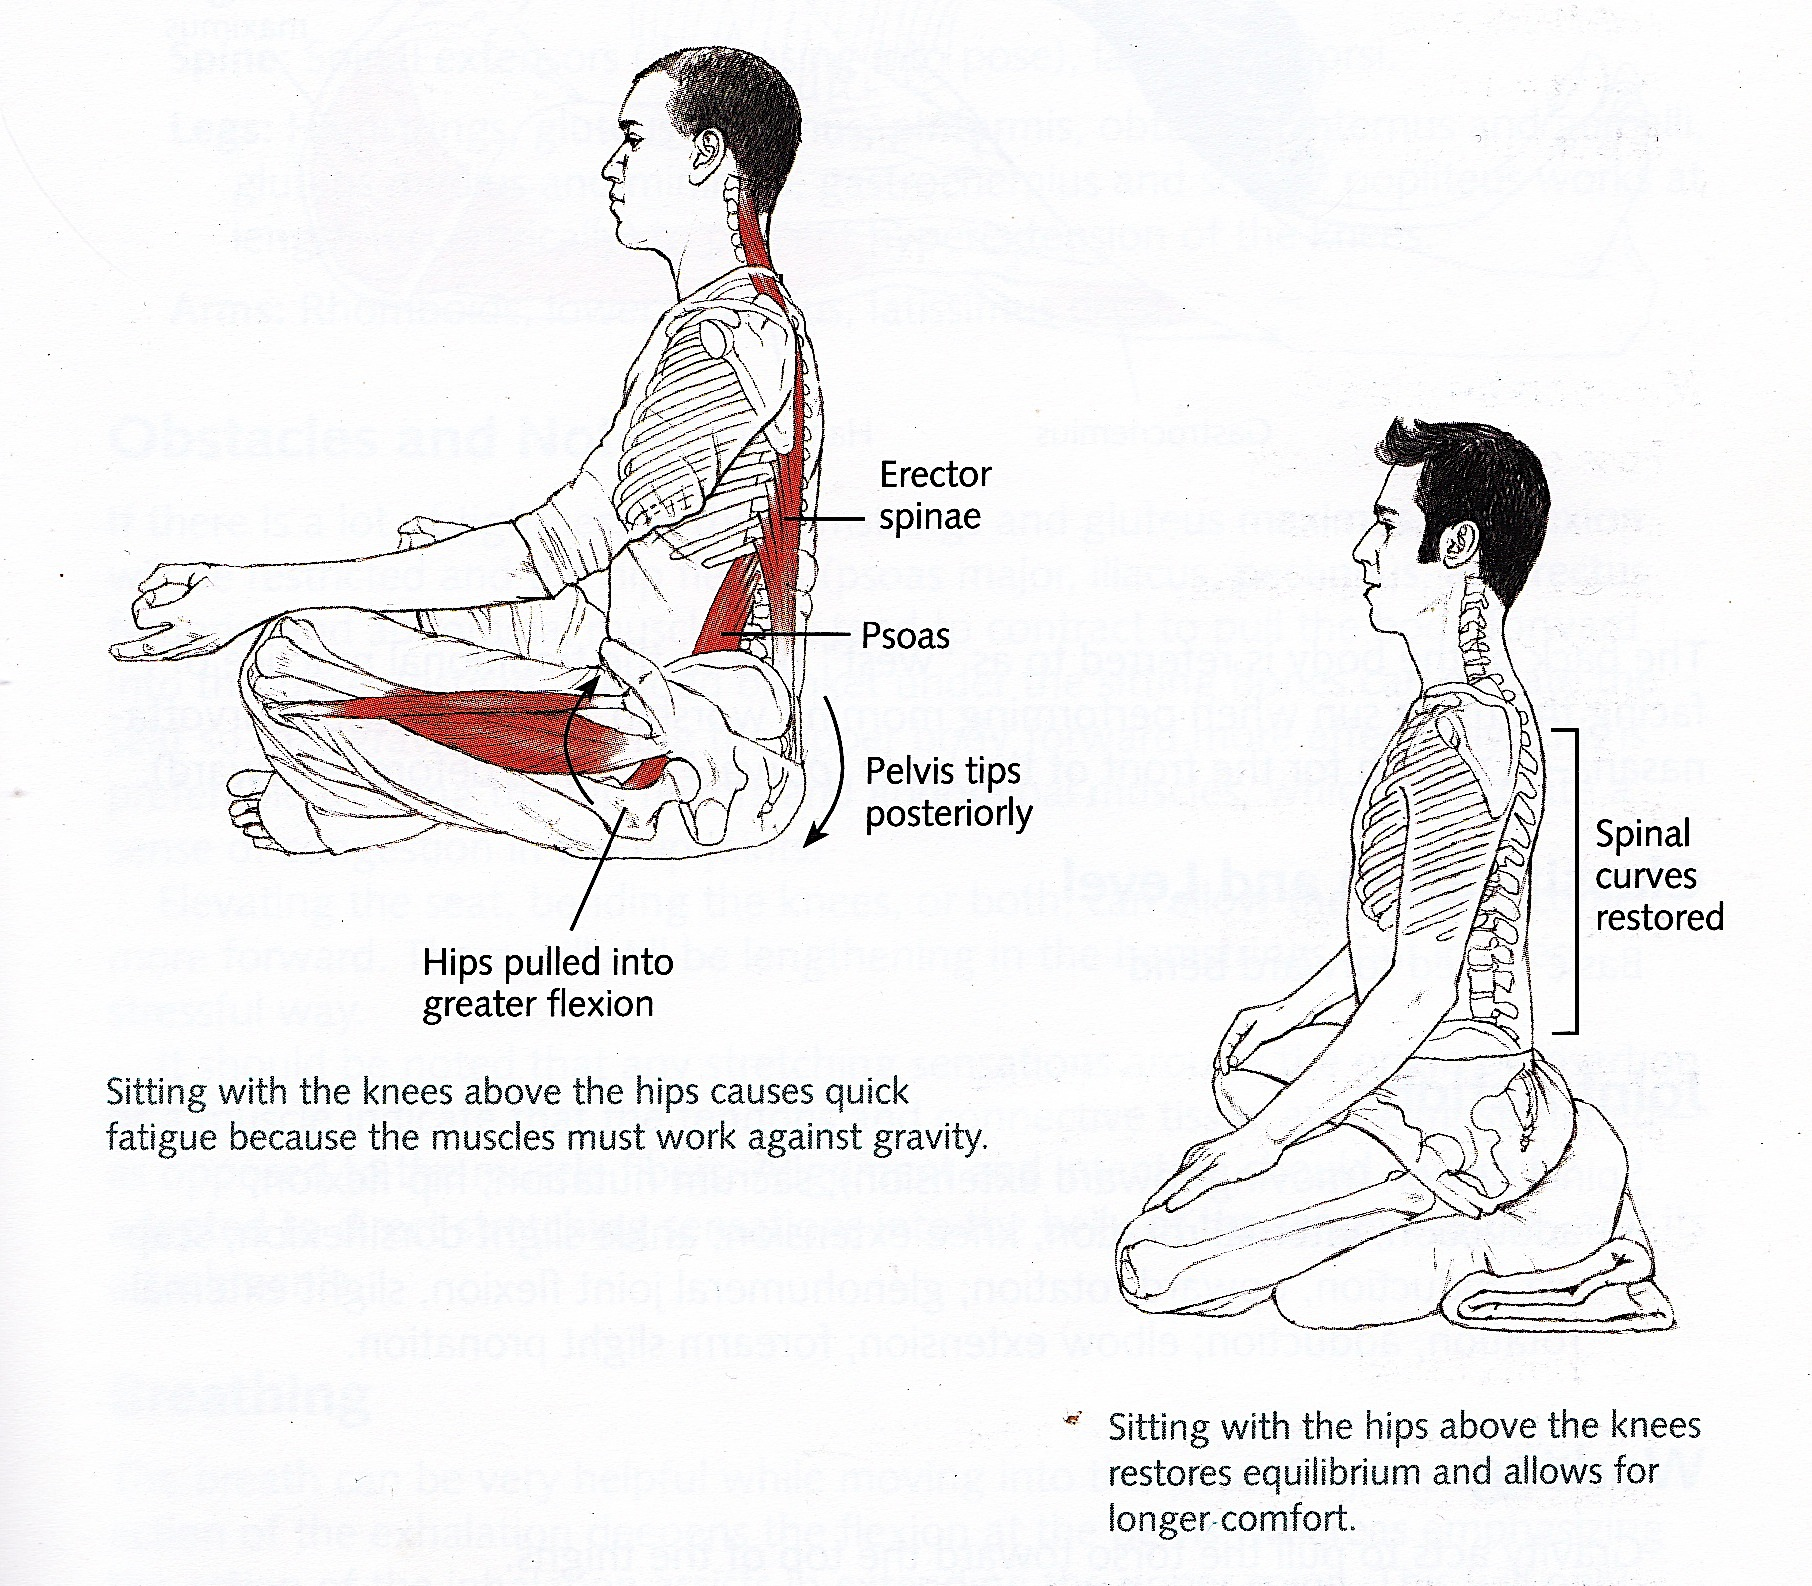 Erector
spinae
Psoas
Pelvis tips
posteriorly
Hips pulled into
greater flexion
Sitting with the knees above the hips causes quick
fatigue because the muscles must work against gravity.
Spinal
curves
restored
Sitting with the hips above the knees
restores equilibrium and allows for
longer comfort.